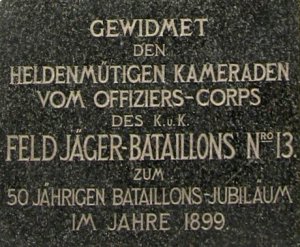 GEWIDMET
DEN
HELDENMÜTIGEN KAMERADEN
VOM OFFIZIERS-CORPS
DES K.u.K.
FELD JÄGER-BATAILLONS Nro 13
ZUM
50 JÄHRIGEN BATAILLONS-JUBILÄUM
IM JAHRE 1899.